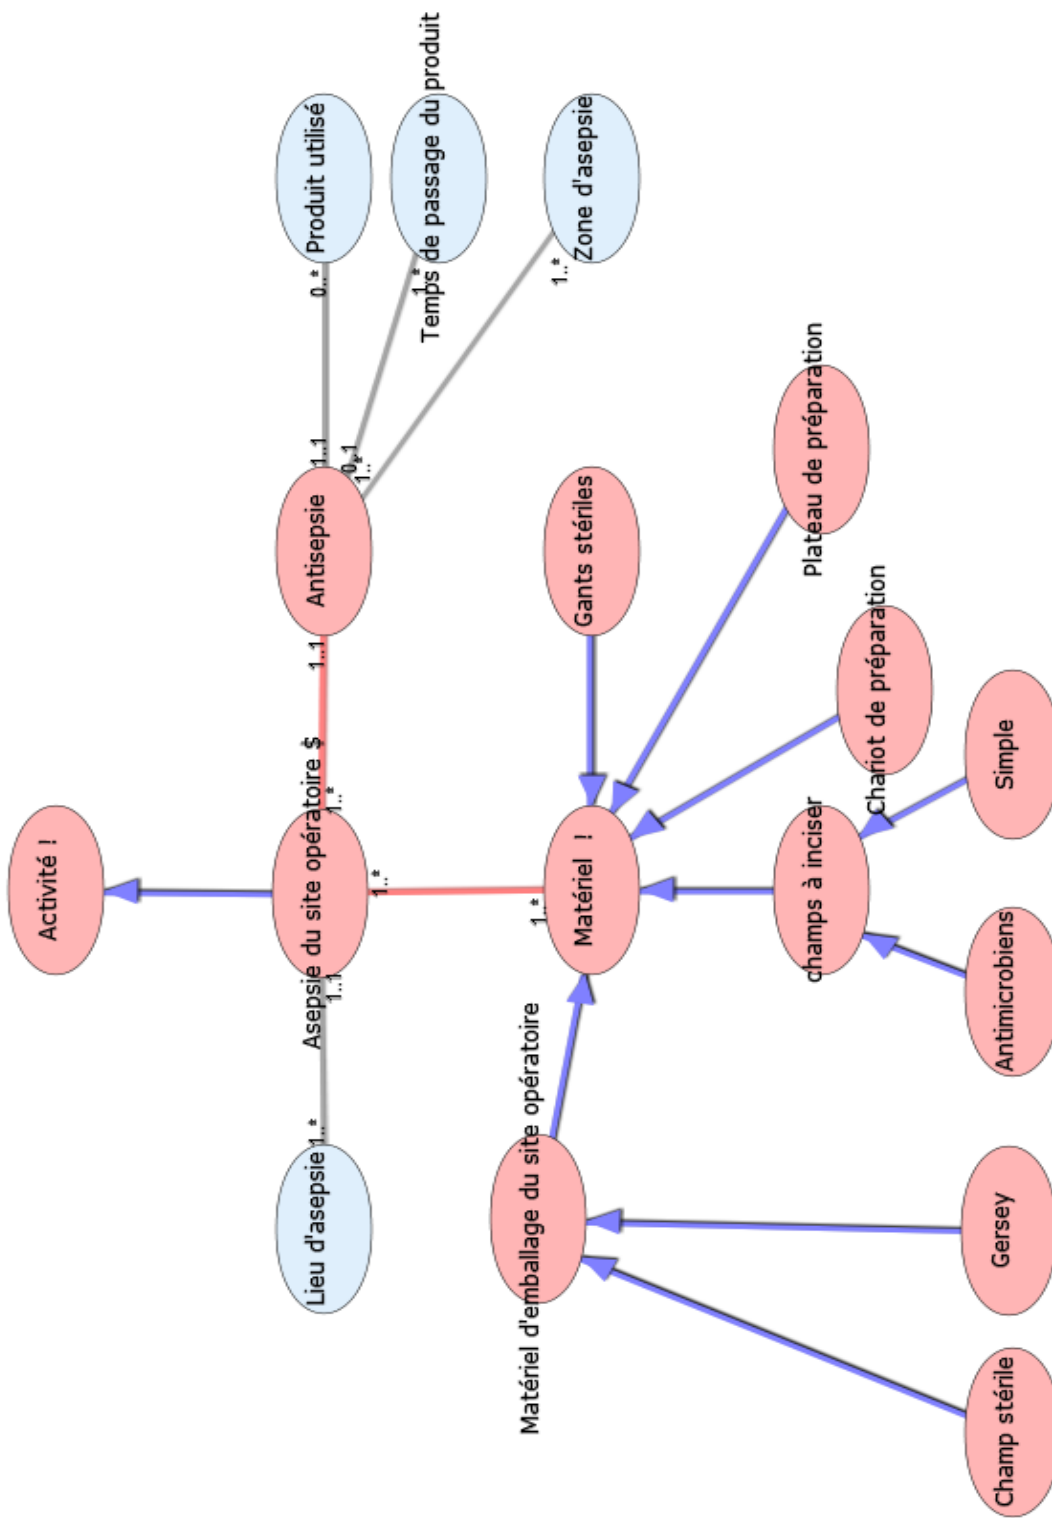 Activité !
Lieu d'asepsie
1..*
1..1
Asepsie du site opératoire $
1..*
1..1
Antisepsie
1..1
0..*
Produit utilisé
0..1
1..*
Temps de passage du produit
1..*
1..*
Zone d'asepsie
1..*
1..*
Matériel !
Gants stériles
Matériel d'emballage du site opératoire
champs à inciser
Chariot de préparation
Plateau de préparation
Champ stérile
Gersey
Antimicrobiens
Simple